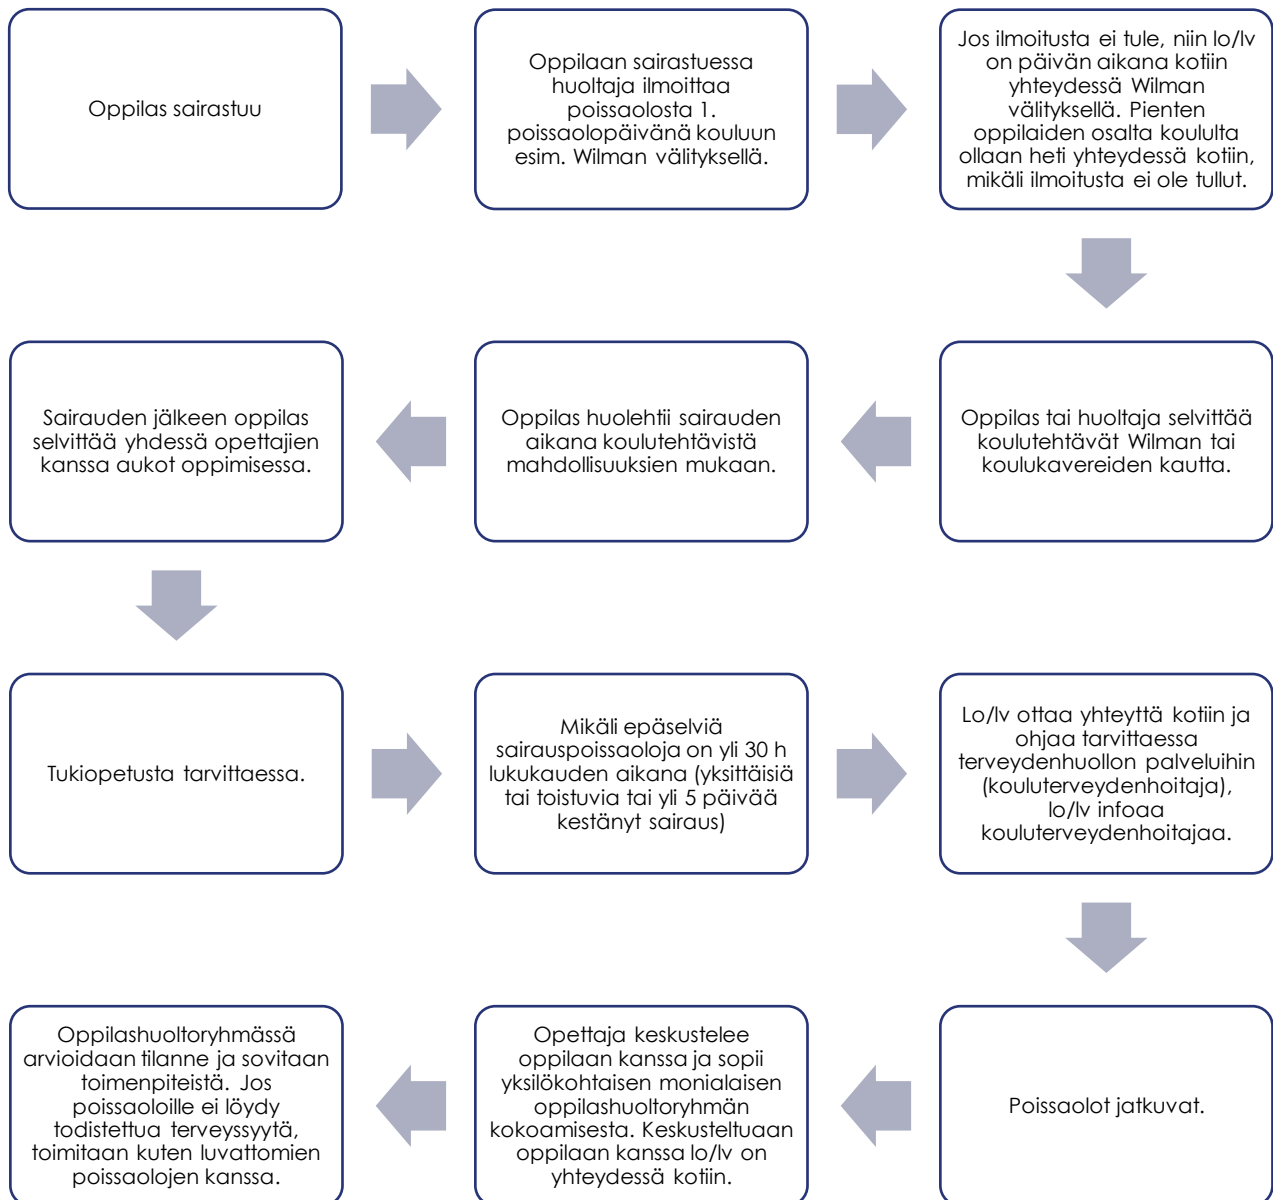 Oppilas sairastuu
Oppilaan sairastuessa
huoltaja ilmoittaa
poissaolosta 1.
poissaolopäivänä kouluun
esim. Wilman välityksellä.
Jos ilmoitusta ei tule, niin lo/lv
on päivän aikana kotiin
yhteydessä Wilman
välityksellä. Pienten
oppilaiden osalta koululta
ollaan heti yhteydessä kotiin,
mikäli ilmoitusta ei ole tullut.
Oppilas tai huoltaja selvittää
koulutehtävät Wilman tai
koulukavereiden kautta.
Oppilas huolehtii sairauden
aikana koulutehtävistä
mahdollisuuksien mukaan.
Sairauden jälkeen oppilas
selvittää yhdessä opettajien
kanssa aukot oppimisessa.
Tukiopetusta tarvittaessa.
Mikäli epäselviä
sairauspoissaoloja on yli 30 h
lukukauden aikana (yksittäisiä
tai toistuvia tai yli 5 päivää
kestänyt sairaus)
Lo/lv ottaa yhteyttä kotiin ja
ohjaa tarvittaessa
terveydenhuollon palveluihin
(kouluterveydenhoitaja),
lo/lv infoaa
kouluterveydenhoitajaa.
Poissaolot jatkuvat.
Opettaja keskustelee
oppilaan kanssa ja sopii
yksilökohtaisen monialaisen
oppilashuoltoryhmän
kokoamisesta. Keskusteltuaan
oppilaan kanssa lo/lv on
yhteydessä kotiin.
Oppilashuoltoryhmässä
arvioidaan tilanne ja sovitaan
toimenpiteistä. Jos
poissaoloille ei löydy
todistettua terveyssyytä,
toimitaan kuten luvattomien
poissaolojen kanssa.